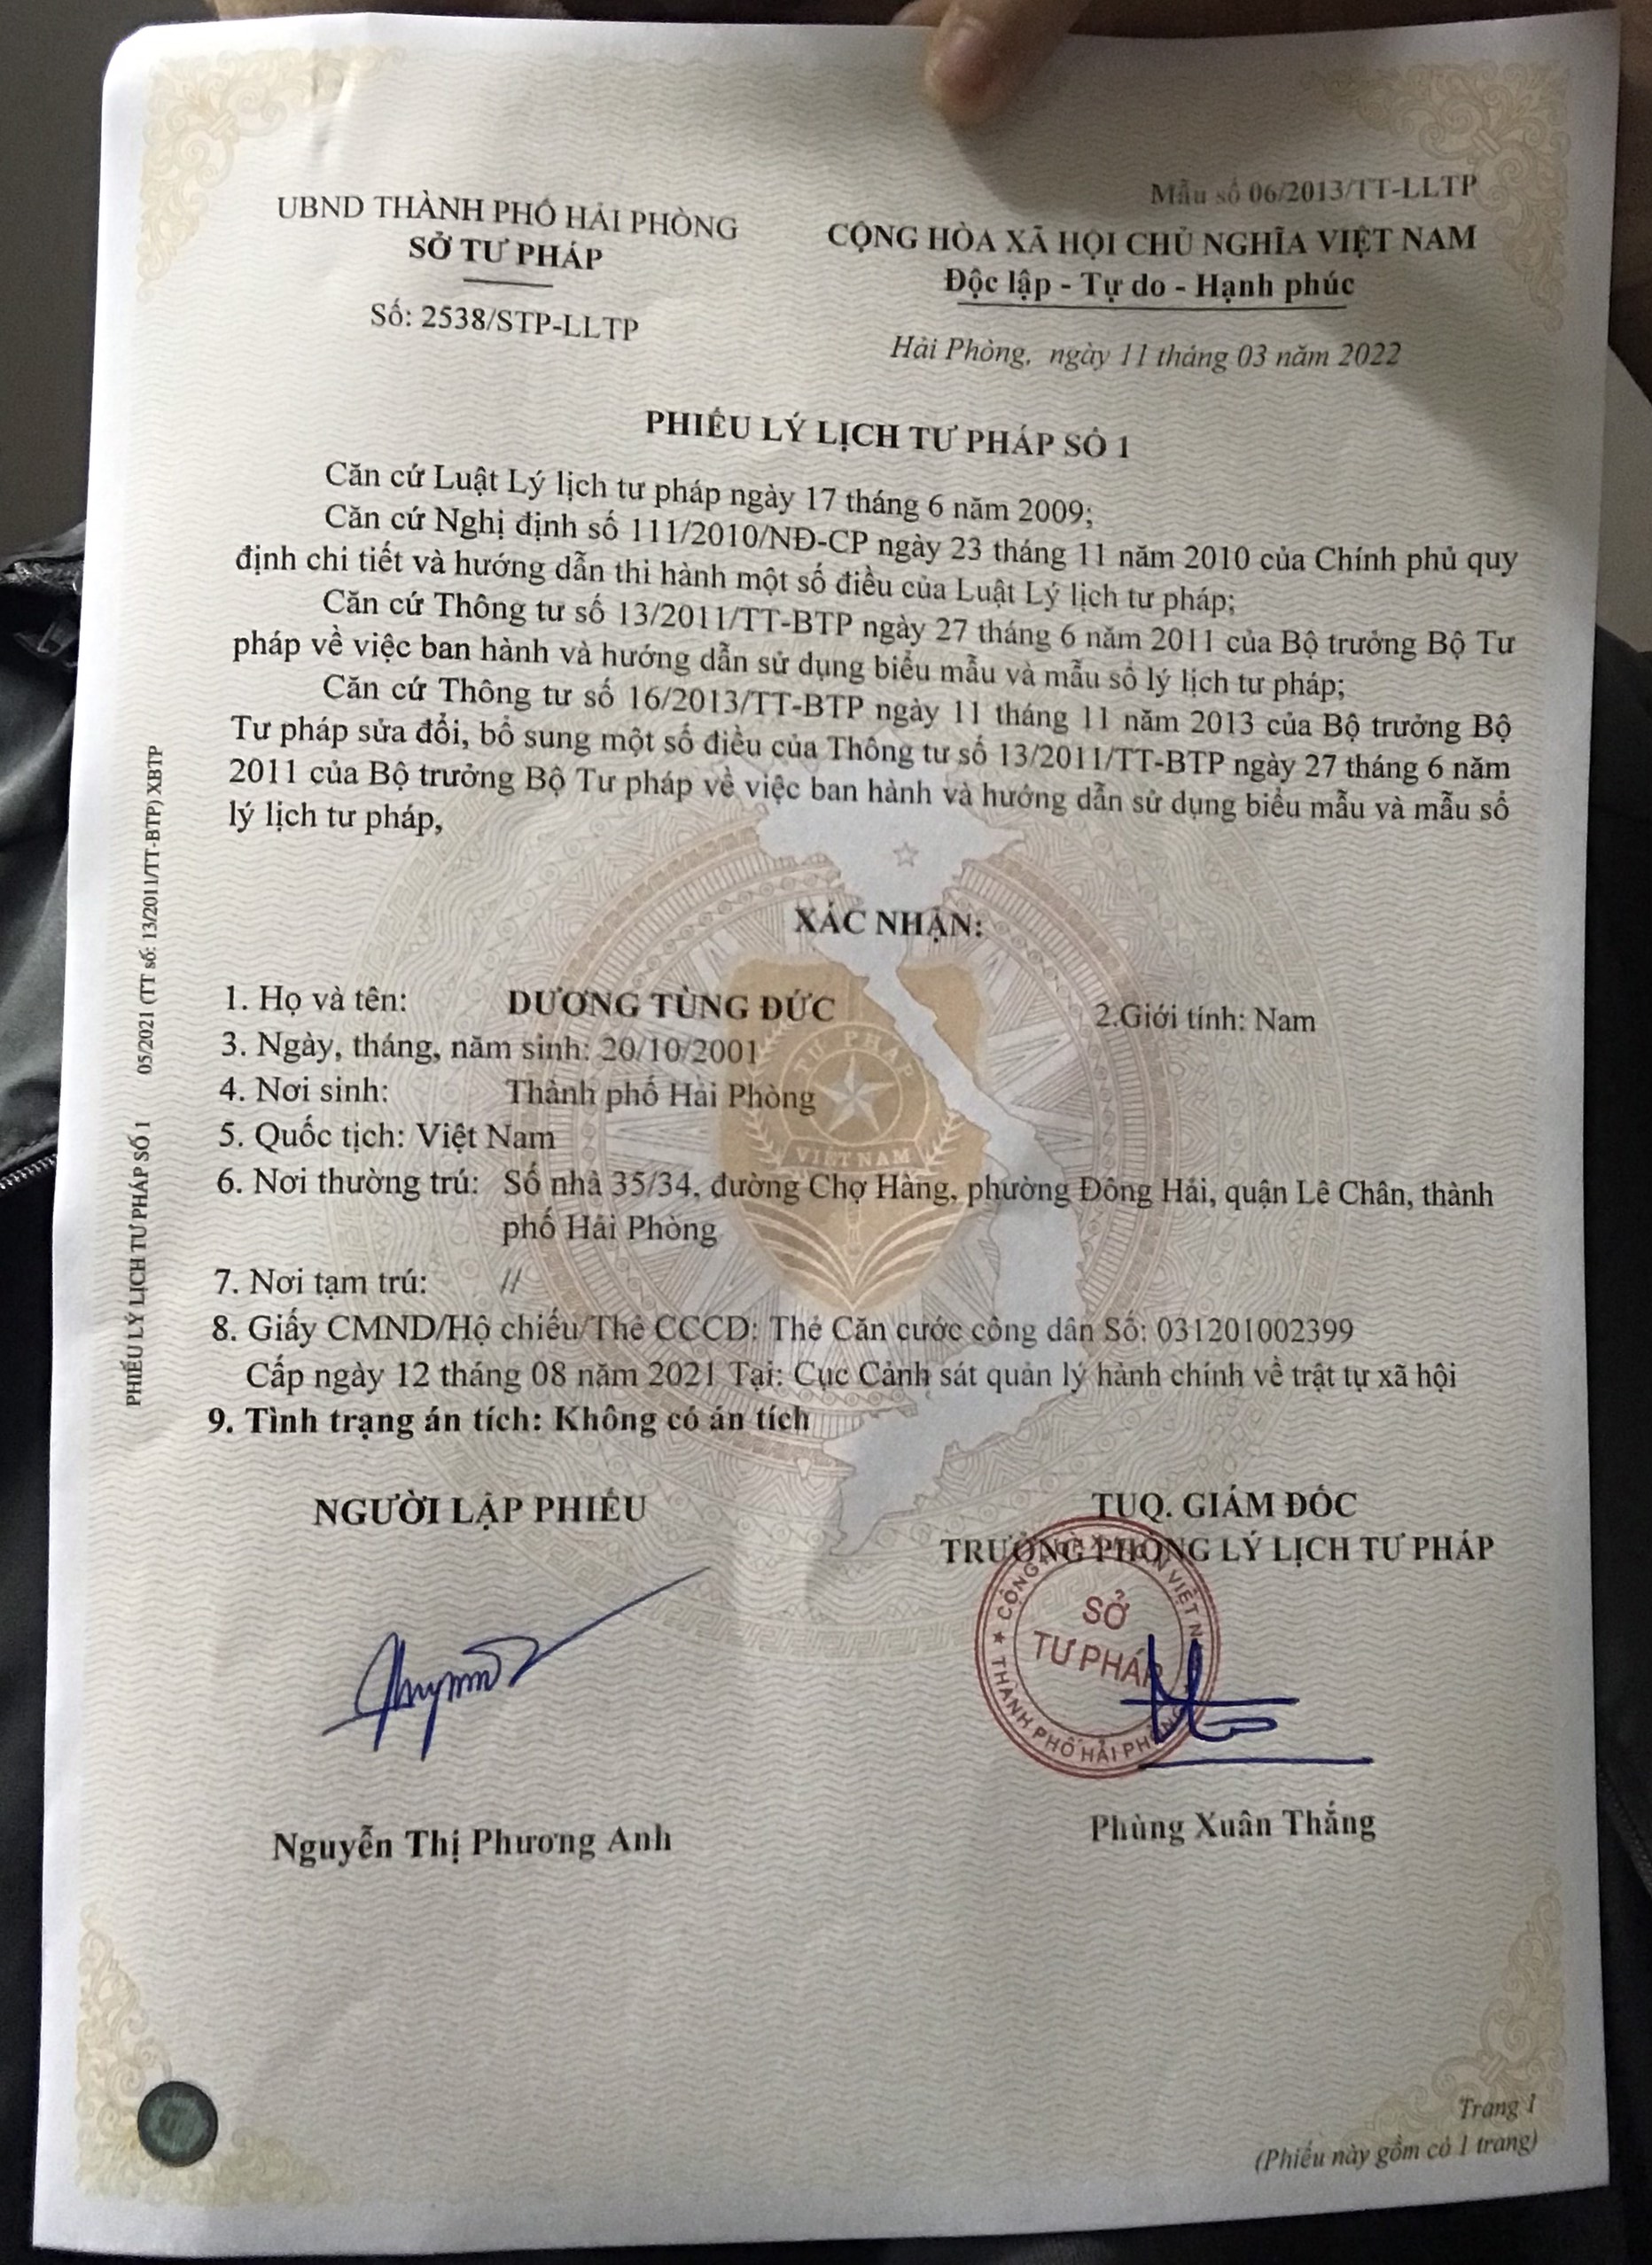 Mẫu số 06/2013/TT-LLTP
UBND THÀNH PHỐ HẢI PHÒNG
SỞ TƯ PHÁP
CỘNG HÒA XÃ HỘI CHỦ NGHĨA VIỆT NAM
Độc lập - Tự do - Hạnh phúc
Số: 2538/STP-LLTP
Hải Phòng, ngày 11 tháng 03 năm 2022
PHIẾU LÝ LỊCH TƯ PHÁP SỐ 1
Căn cứ Luật Lý lịch tư pháp ngày 17 tháng 6 năm 2009;
Căn cứ Nghị định số 111/2010/NĐ-CP ngày 23 tháng 11 năm 2010 của Chính phủ quy
định chi tiết và hướng dẫn thi hành một số điều của Luật Lý lịch tư pháp;
Căn cứ Thông tư số 13/2011/TT-BTP ngày 27 tháng 6 năm 2011 của Bộ trưởng Bộ Tư
pháp về việc ban hành và hướng dẫn sử dụng biểu mẫu và mẫu sổ lý lịch tư pháp;
Căn cứ Thông tư số 16/2013/TT-BTP ngày 11 tháng 11 năm 2013 của Bộ trưởng Bộ
Tư pháp sửa đổi, bổ sung một số điều của Thông tư số 13/2011/TT-BTP ngày 27 tháng 6 năm
2011 của Bộ trưởng Bộ Tư pháp về việc ban hành và hướng dẫn sử dụng biểu mẫu và mẫu sổ
lý lịch tư pháp,
XÁC NHẬN:
1. Họ và tên: DƯƠNG TÙNG ĐỨC 2.Giới tính: Nam
3. Ngày, tháng, năm sinh: 20/10/2001
4. Nơi sinh: Thành phố Hải Phòng
5. Quốc tịch: Việt Nam
6. Nơi thường trú: Số nhà 35/34, đường Chợ Hàng, phường Đông Hải, quận Lê Chân, thành
phố Hải Phòng
7. Nơi tạm trú: //
8. Giấy CMND/Hộ chiếu/Thẻ CCCD: Thẻ Căn cước công dân Số: 031201002399
Cấp ngày 12 tháng 08 năm 2021 Tại: Cục Cảnh sát quản lý hành chính về trật tự xã hội
9. Tình trạng án tích: Không có án tích
TƯ PHÁP
VIỆT NAM
NGƯỜI LẬP PHIẾU
TUQ. GIÁM ĐỐC
TRƯỞNG PHÒNG LÝ LỊCH TƯ PHÁP
SỞ
TƯ PHÁP
THÀNH PHỐ HẢI PHÒNG
Nguyễn Thị Phương Anh
Phùng Xuân Thắng
PHIẾU LÝ LỊCH TƯ PHÁP SỐ 1 05/2021 (TT số: 13/2011/TT-BTP) XBTP
Trang 1
(Phiếu này gồm có 1 trang)